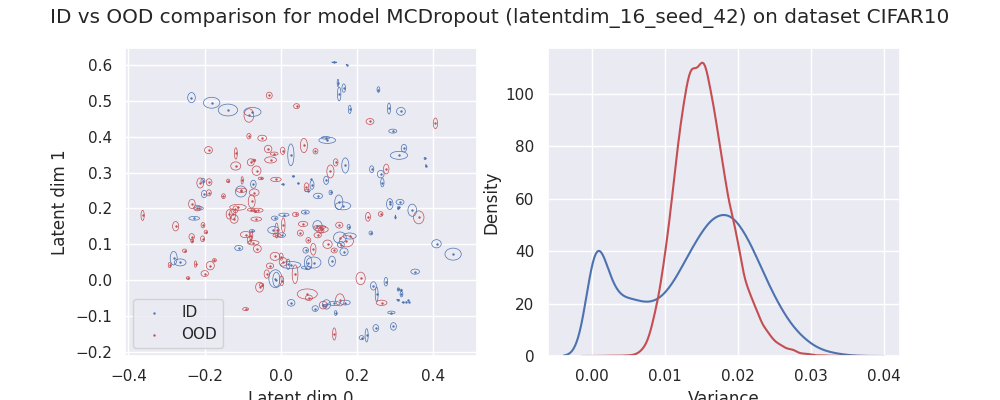 ID vs OOD comparison for model MCDropout (latentdim_16_seed_42) on dataset CIFAR10
Latent dim 1
0.6
0.5
0.4
0.3
0.2
0.1
0.0
−0.1
−0.2
ID
OOD
−0.4 −0.2 0.0 0.2 0.4
Latent dim 0
Density
100
80
60
40
20
0
0.00 0.01 0.02 0.03 0.04
Variance